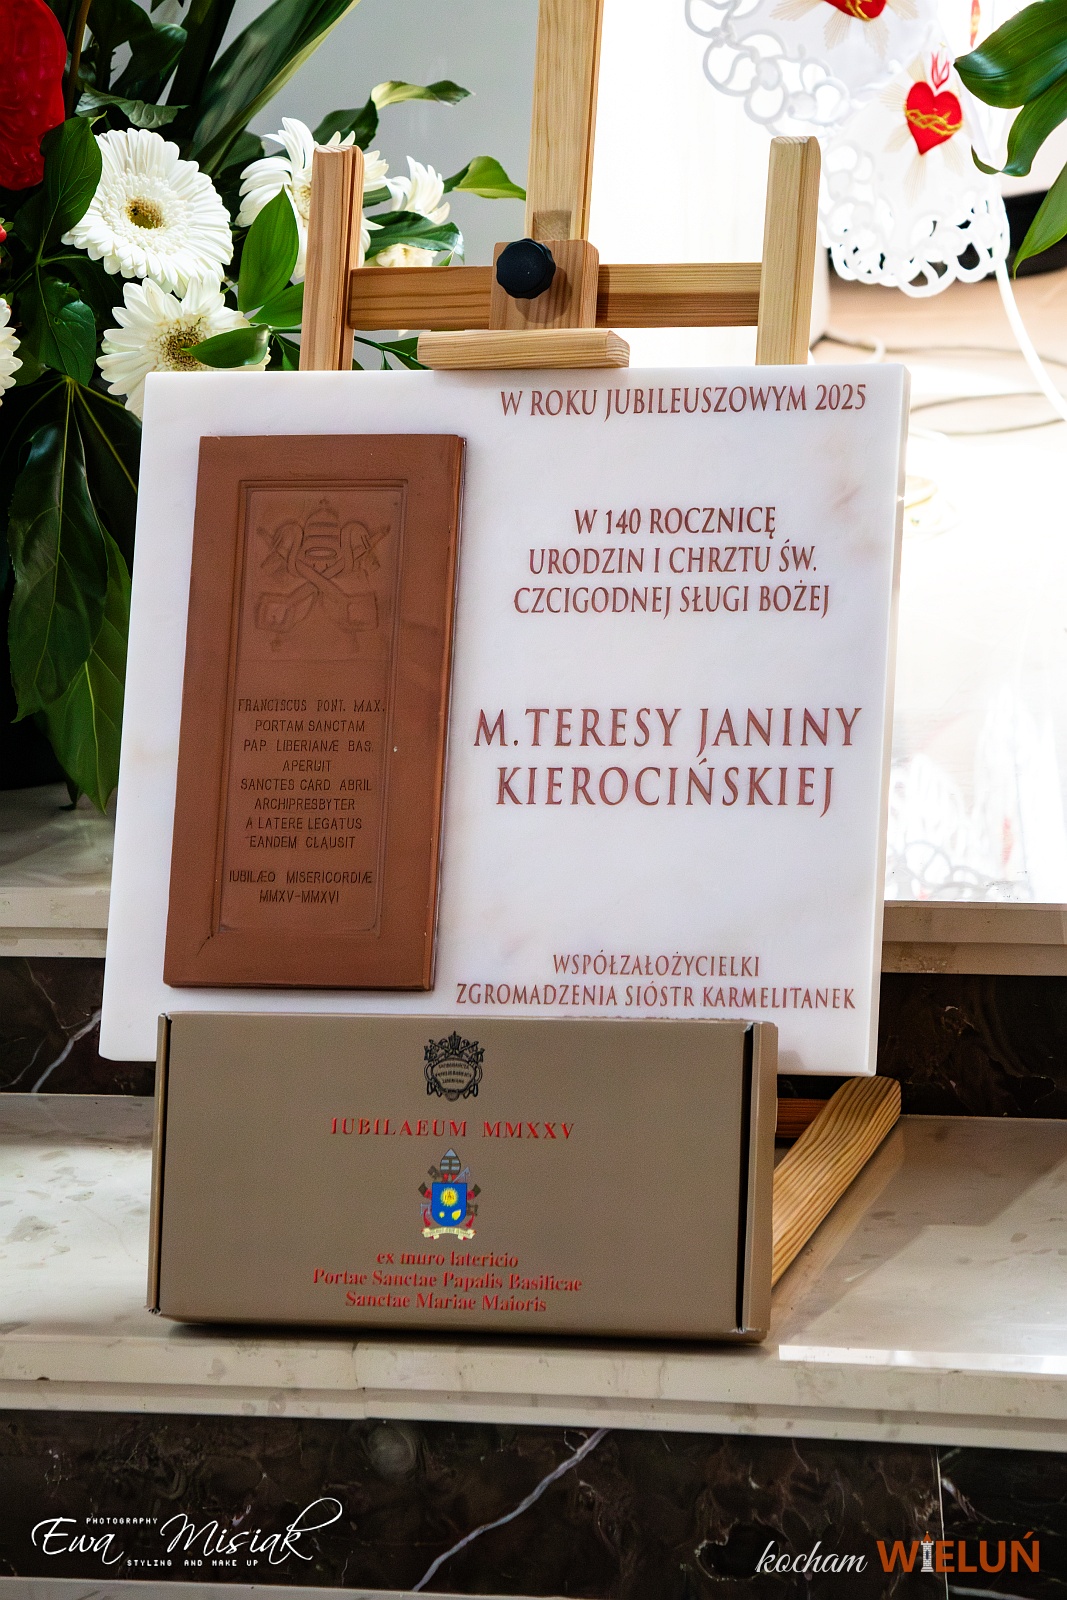 W ROKU JUBILEUSZOWYM 2025
W 140 ROCZNICĘ
URODZIN I CHRZTU ŚW.
CZCIGODNEJ SŁUGI BOŻEJ
M. TERESY JANINY
KIEROCIŃSKIEJ
WSPÓŁZAŁOŻYCIELKI
ZGROMADZENIA SIÓSTR KARMELITANEK
FRANCISCUS PONT. MAX.
PORTAM SANCTAM
PAP. LIBERIANÆ BAS.
APERUIT
SANCTES CARD. ABRIL
ARCHIPRESBYTER
A LATERE LEGATUS
EANDEM CLAUSIT
IUBILÆO MISERICORDIÆ
MMXV-MMXVI
IUBILAEUM MMXXV
ex muro latericio
Portae Sanctae Papalis Basilicae
Sanctae Mariae Maioris
PHOTOGRAPHY
Ewa Misiak
STYLING AND MAKE UP
kocham WIELUŃ